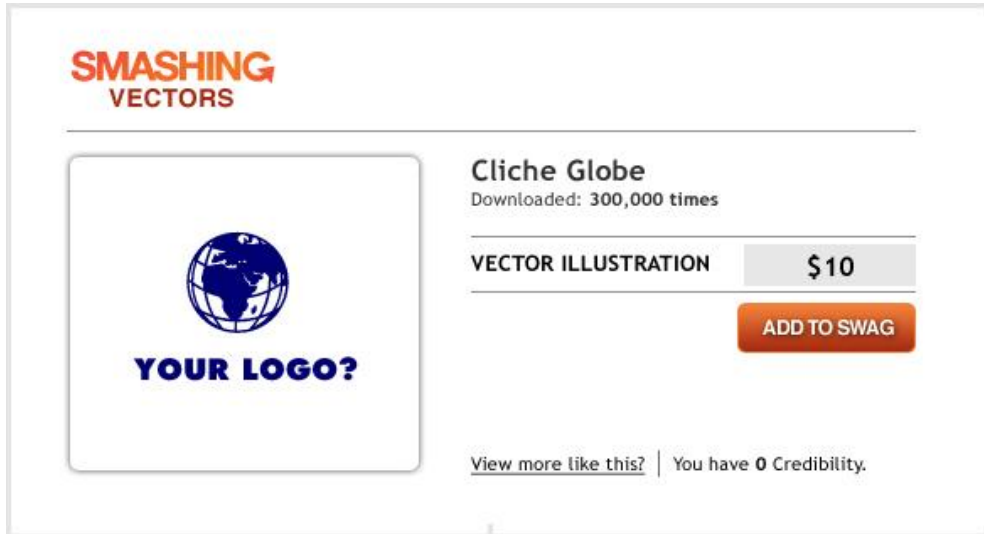 SMASHING
VECTORS
Cliche Globe
Downloaded: 300,000 times
VECTOR ILLUSTRATION
$10
ADD TO SWAG
YOUR LOGO?
View more like this?
You have 0 Credibility.